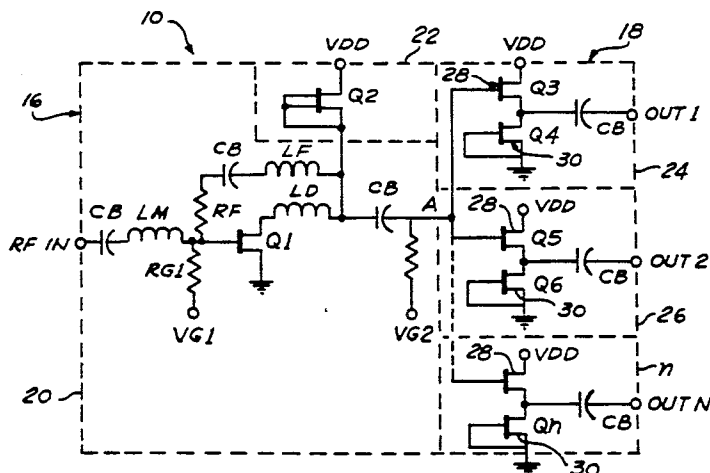 10
VDD
22
VDD
18
28
Q3
16
Q2
Q4
CB
OUT 1
CB
LF
30
24
LD
CB
A
28
VDD
RF
Q5
CB
LM
RF IN
Q1
OUT 2
RG1
Q6
CB
VG1
VG2
30
26
28
VDD
n
OUT N
20
Qn
CB
30